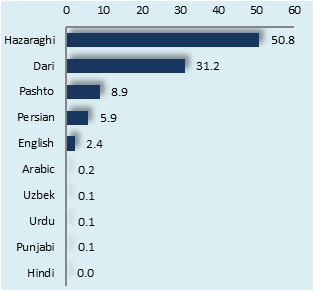 0 10 20 30 40 50 60
Hazaraghi 50.8
Dari 31.2
Pashto 8.9
Persian 5.9
English 2.4
Arabic 0.2
Uzbek 0.1
Urdu 0.1
Punjabi 0.1
Hindi 0.0